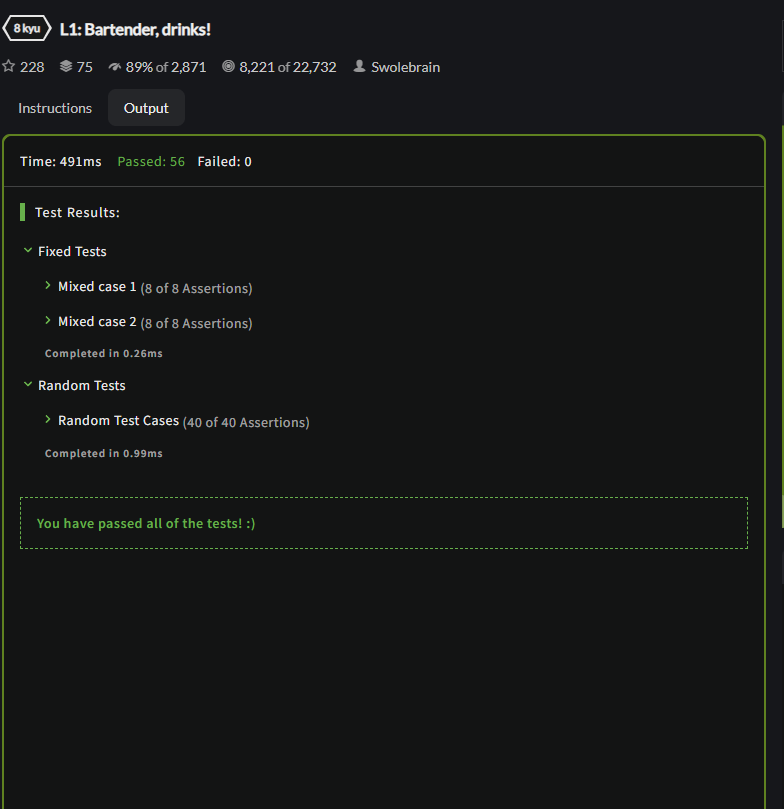 8 kyu L1: Bartender, drinks!
228 75 89% of 2,871 8,221 of 22,732 Swolebrain
Instructions Output
Time: 491ms Passed: 56 Failed: 0
Test Results:
Fixed Tests
Mixed case 1 (8 of 8 Assertions)
Mixed case 2 (8 of 8 Assertions)
Completed in 0.26ms
Random Tests
Random Test Cases (40 of 40 Assertions)
Completed in 0.99ms
You have passed all of the tests! :)